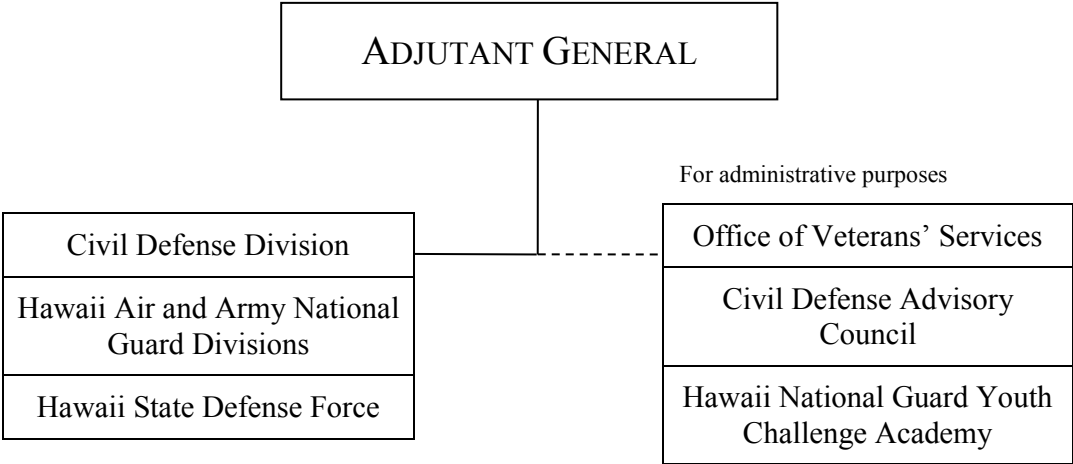 ADJUTANT GENERAL
For administrative purposes
Civil Defense Division
Hawaii Air and Army National
Guard Divisions
Hawaii State Defense Force
Office of Veterans’ Services
Civil Defense Advisory
Council
Hawaii National Guard Youth
Challenge Academy